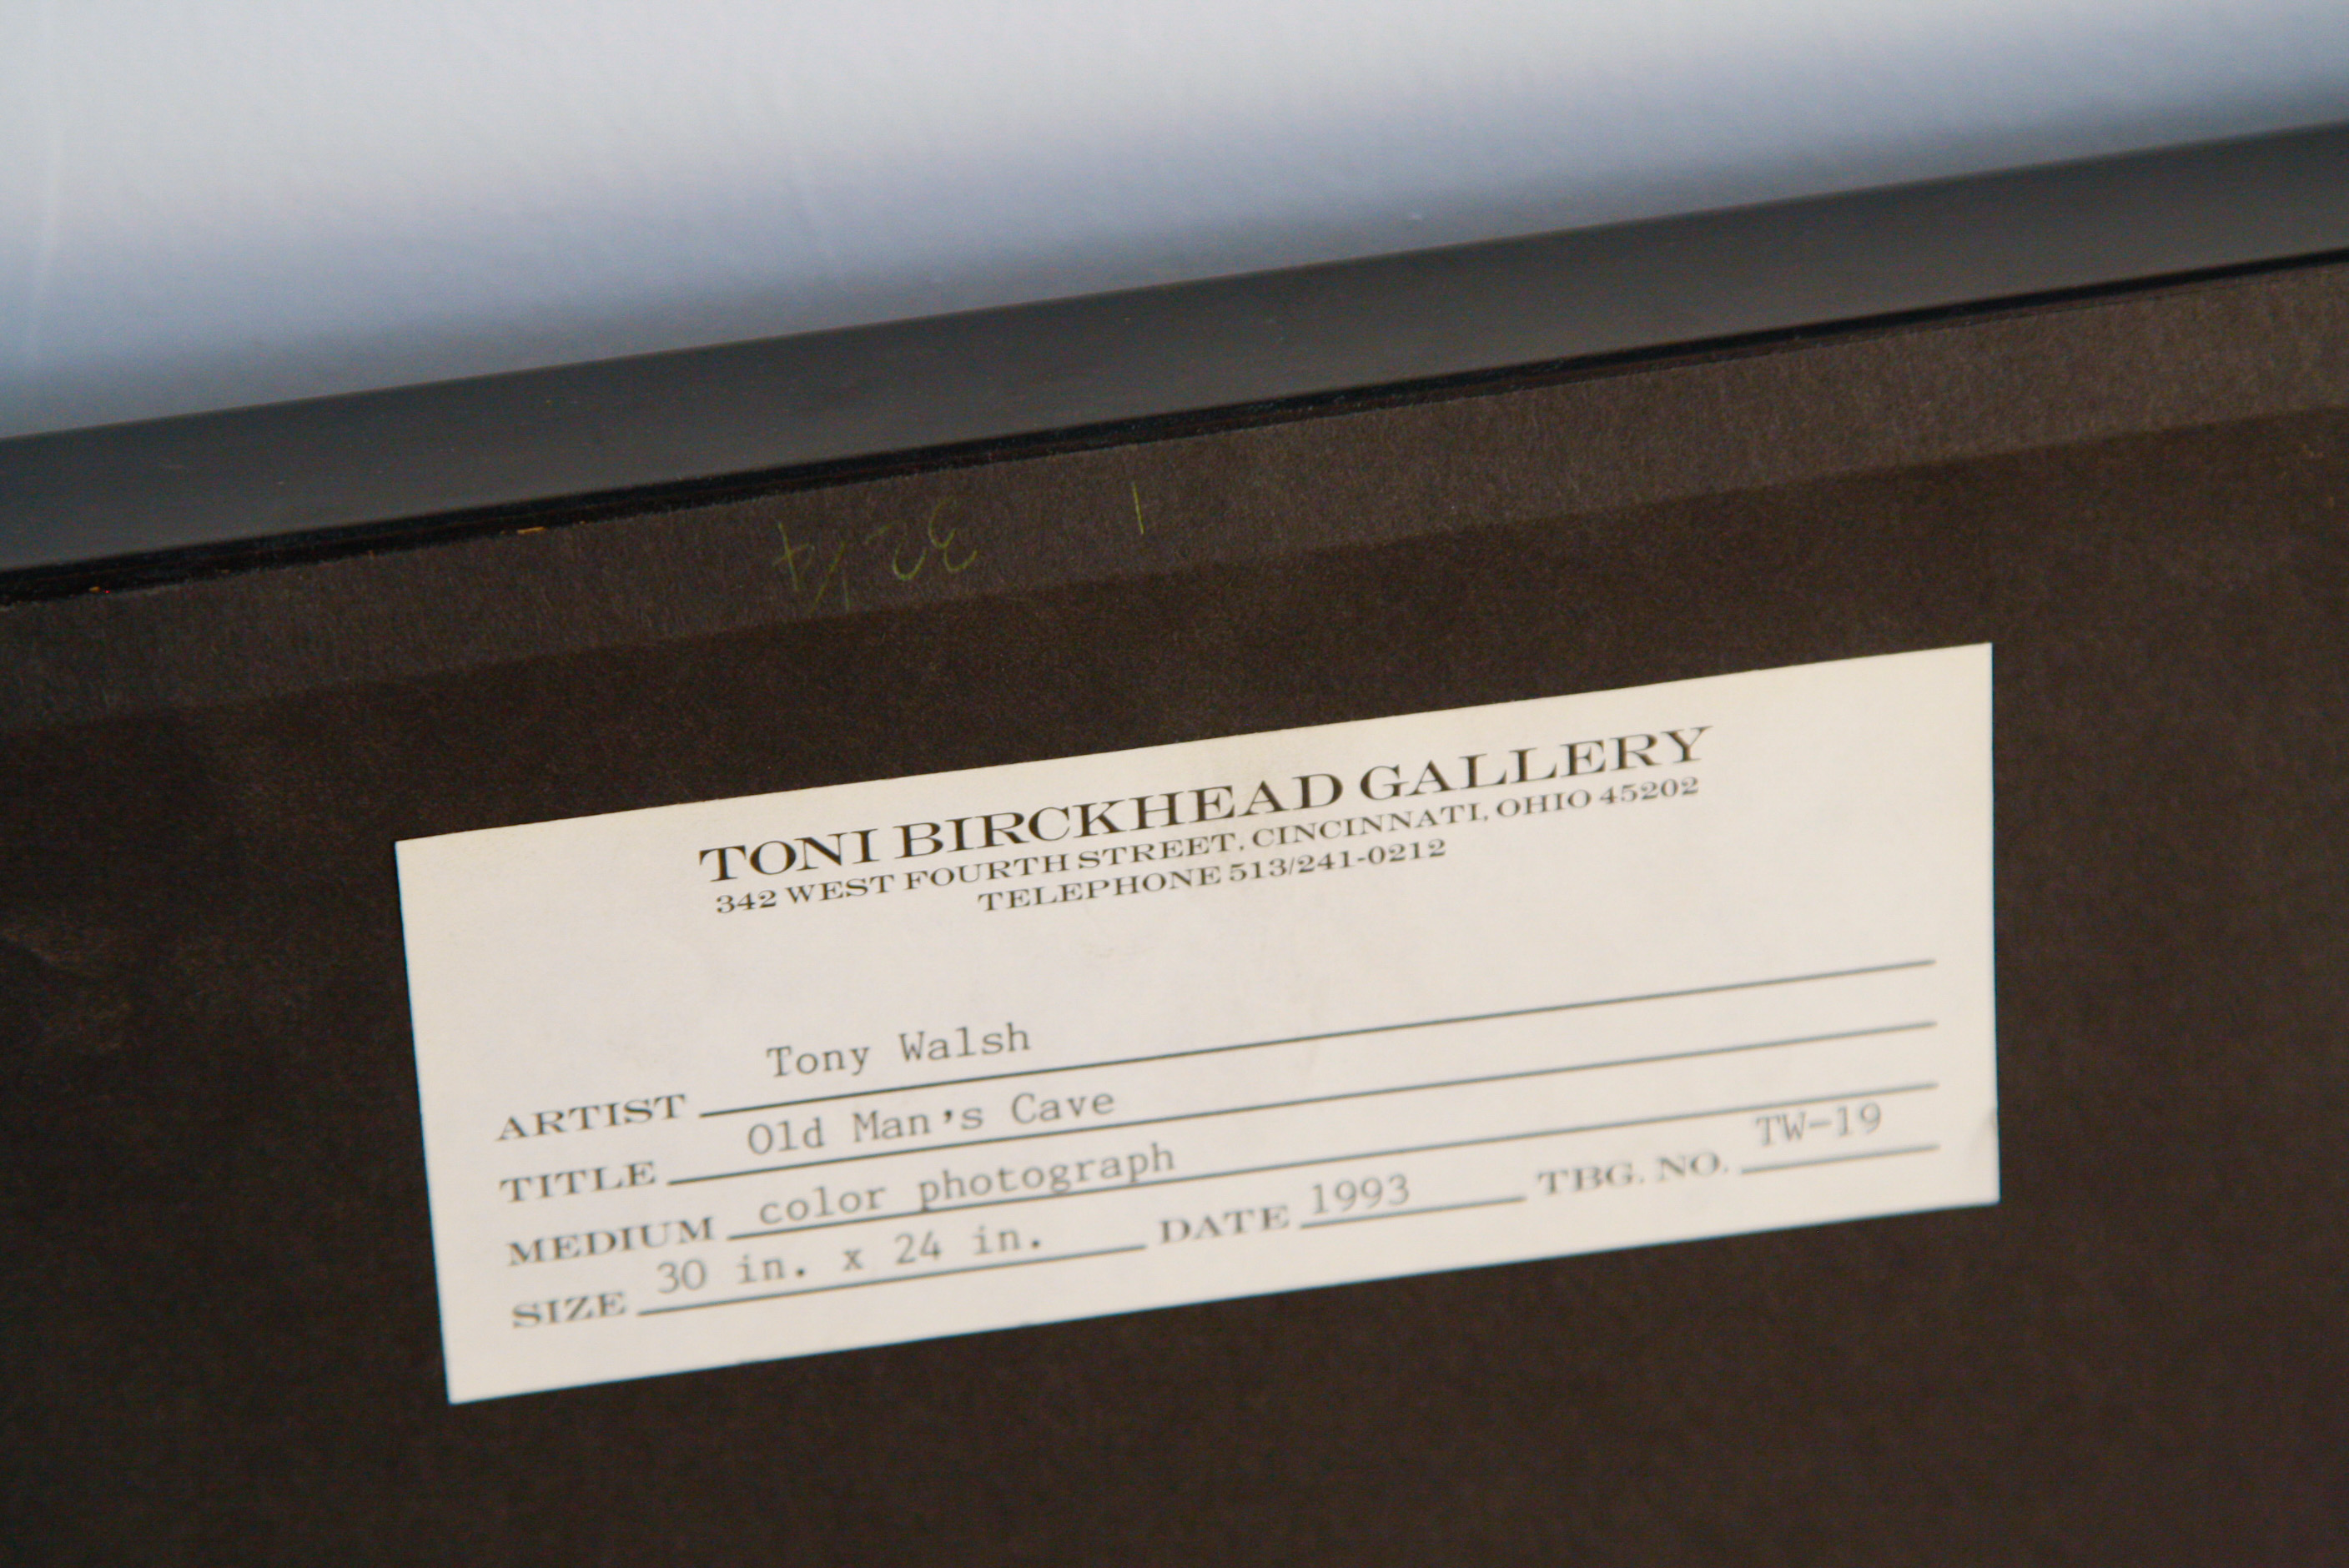 32 1/4 1
TONI BIRCKHEAD GALLERY
342 WEST FOURTH STREET, CINCINNATI, OHIO 45202
TELEPHONE 513/241-0212
ARTIST Tony Walsh
TITLE Old Man's Cave
MEDIUM color photograph
SIZE 30 in. x 24 in. DATE 1993 TBG. NO. TW-19